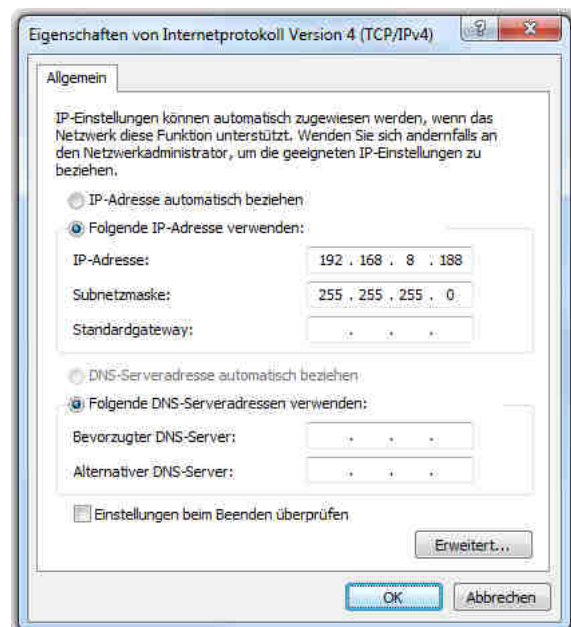 Eigenschaften von Internetprotokoll Version 4 (TCP/IPv4)
Allgemein
IP-Einstellungen können automatisch zugewiesen werden, wenn das
Netzwerk diese Funktion unterstützt. Wenden Sie sich andernfalls an
den Netzwerkadministrator, um die geeigneten IP-Einstellungen zu
beziehen.
IP-Adresse automatisch beziehen
Folgende IP-Adresse verwenden:
IP-Adresse: 192 . 168 . 8 . 188
Subnetzmaske: 255 . 255 . 255 . 0
Standardgateway: . . .
DNS-Serveradresse automatisch beziehen
Folgende DNS-Serveradressen verwenden:
Bevorzugter DNS-Server: . . .
Alternativer DNS-Server: . . .
Einstellungen beim Beenden überprüfen
Erweitert...
OK Abbrechen